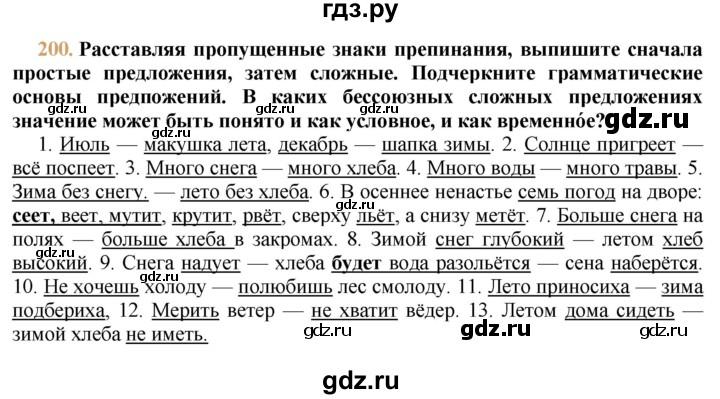 гдз.ру
200. Расставляя пропущенные знаки препинания, выпишите сначала
простые предложения, затем сложные. Подчеркните грамматические
основы предпожений. В каких бессоюзных сложных предложениях
значение может быть понято и как условное, и как временно́е?
gdz.ru
1. Июль — макушка лета, декабрь — шапка зимы. 2. Солнце пригреет —
всё поспеет. 3. Много снега — много хлеба. 4. Много воды — много травы. 5.
Зима без снегу. — лето без хлеба. 6. В осеннее ненастье семь погод на дворе:
сеет, веет, мутит, крутит, рвёт, сверху льёт, а снизу метёт. 7. Больше снега на
полях — больше хлеба в закромах. 8. Зимой снег глубокий — летом хлеб
высокий. 9. Снега надует — хлеба будет вода разольётся — сена наберётся.
10. Не хочешь холоду — полюбишь лес смолоду. 11. Лето приносиха — зима
подбериха, 12. Мерить ветер — не хватит вёдер. 13. Летом дома сидеть —
зимой хлеба не иметь.
gdz.ru
gdz.ru
gdz.ru
gdz.ru
gdz.ru
gdz.ru
gdz.ru
gdz.ru
gdz.ru
gdz.ru